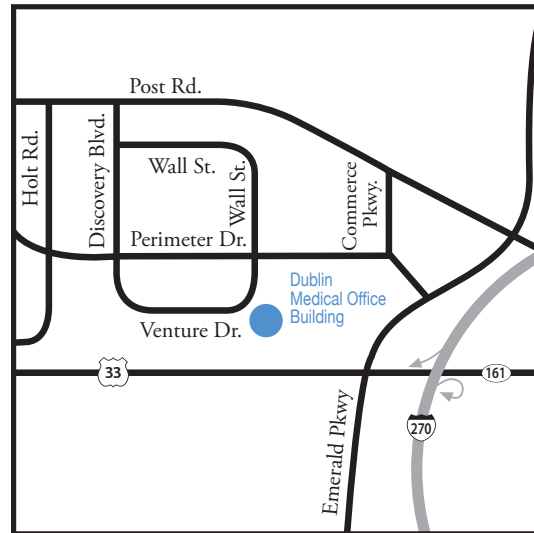 Post Rd.
Holt Rd.
Discovery Blvd.
Wall St.
Wall St.
Commerce
Pkwy.
Perimeter Dr.
Dublin
Medical Office
Building
Venture Dr.
33
161
270
Emerald Pkwy